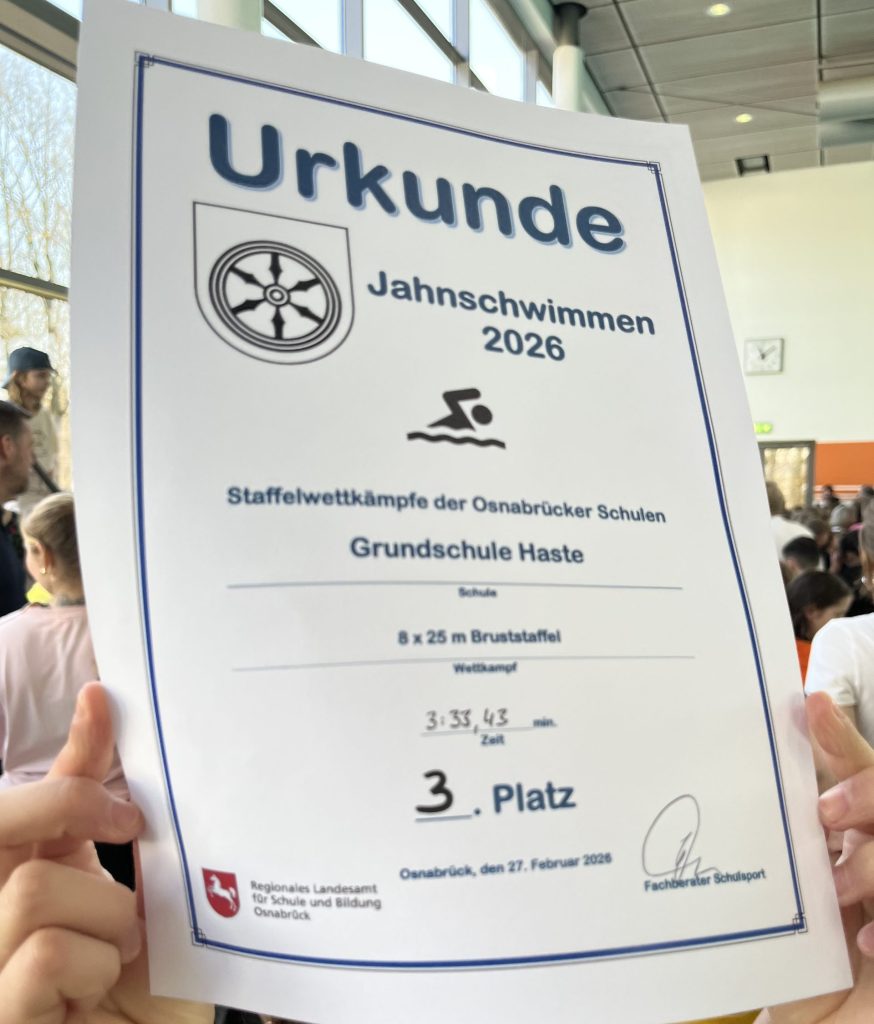 Urkunde
Jahnschwimmen
2026
Staffelwettkämpfe der Osnabrücker Schulen
Grundschule Haste
Schule
8 x 25 m Bruststaffel
Wettkampf
3:33,43 min.
Zeit
3. Platz
Osnabrück, den 27. Februar 2026
Fachberater Schulsport
Regionales Landesamt
für Schule und Bildung
Osnabrück